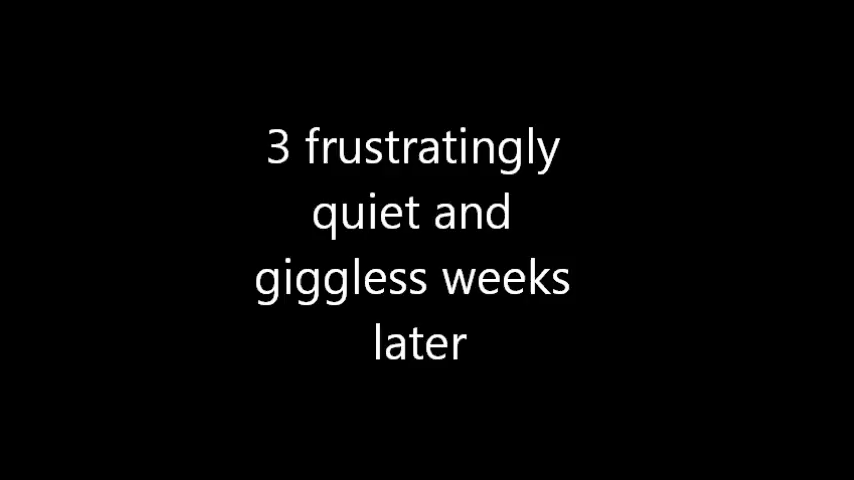 3 frustratingly
quiet and
giggless weeks
later